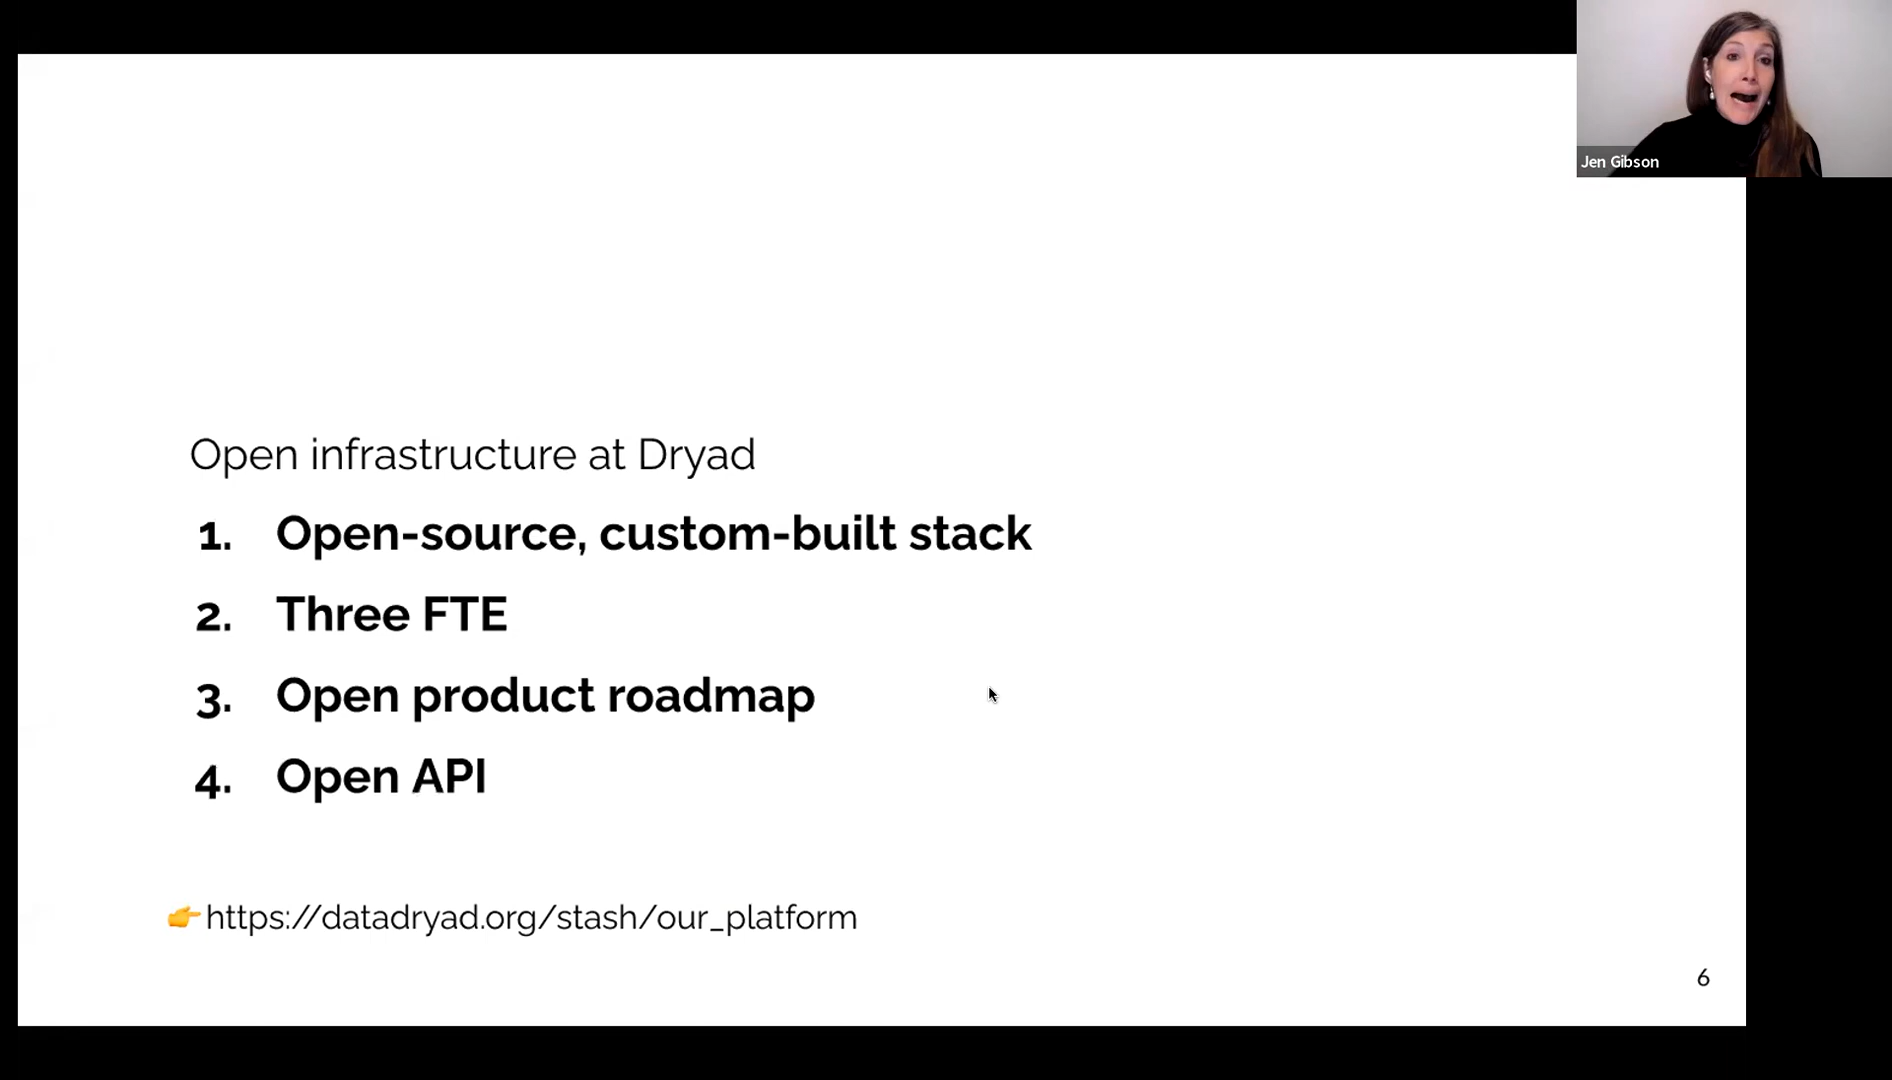 Jen Gibson
Open infrastructure at Dryad
1. Open-source, custom-built stack
2. Three FTE
3. Open product roadmap
4. Open API
👉https://datadryad.org/stash/our_platform
6